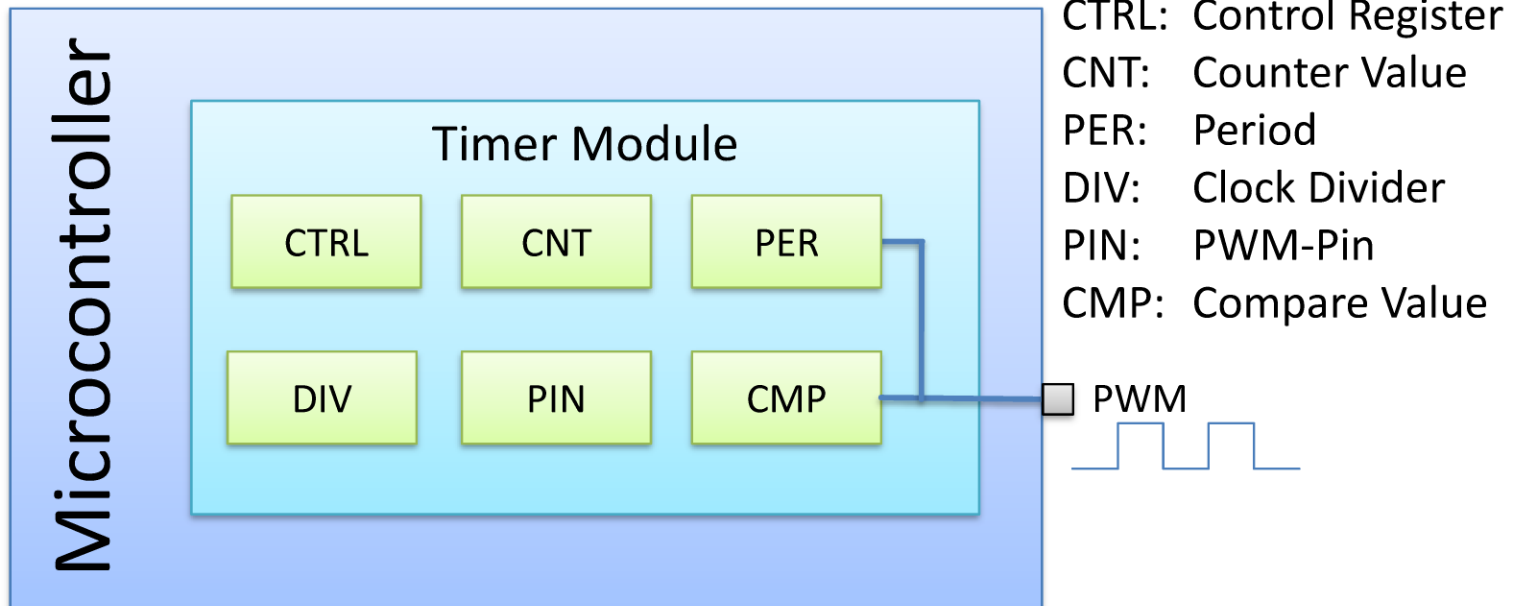 Microcontroller
Timer Module
CTRL CNT PER
DIV PIN CMP
CTRL: Control Register
CNT: Counter Value
PER: Period
DIV: Clock Divider
PIN: PWM-Pin
CMP: Compare Value
PWM